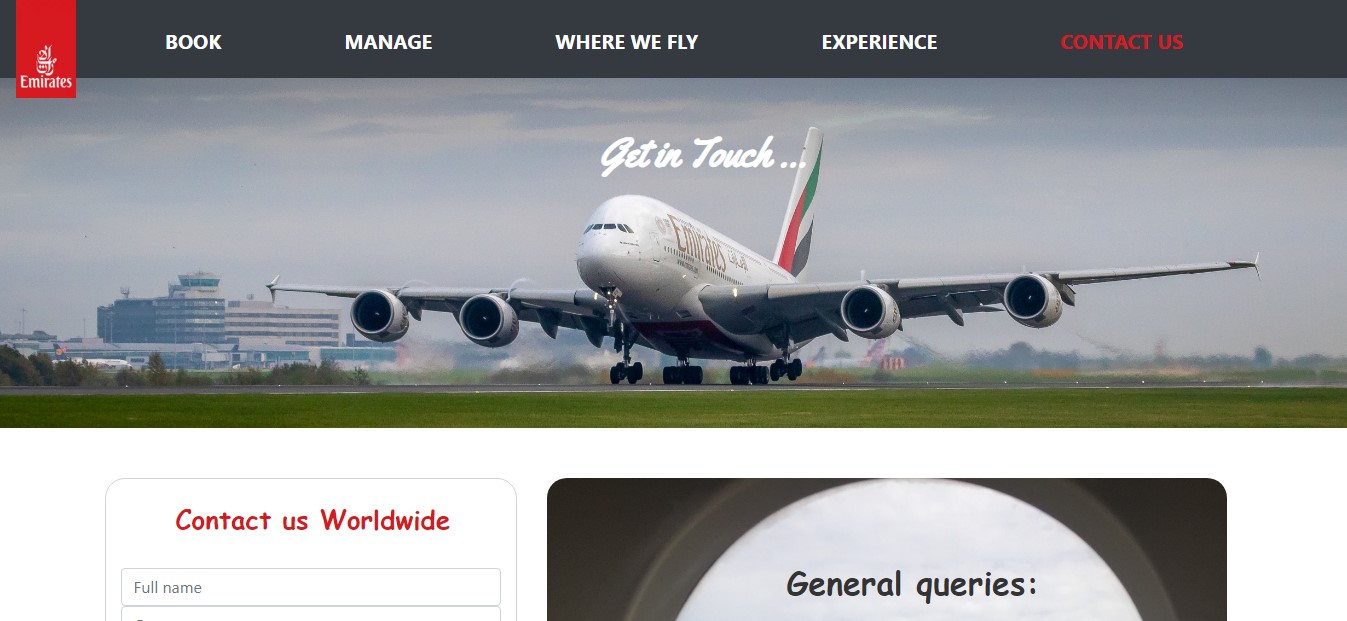 Emirates
BOOK
MANAGE
WHERE WE FLY
EXPERIENCE
CONTACT US
Get in Touch ...
Emirates
Contact us Worldwide
Full name
General queries: